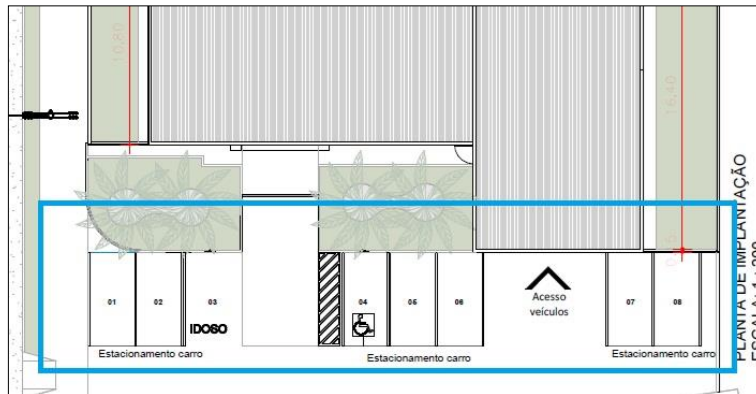 10,80
16,40
01
02
03
04
05
06
07
08
IDOSO
Acesso
veículos
Estacionamento carro
Estacionamento carro
Estacionamento carro
PLANTA DE IMPLANTAÇÃO